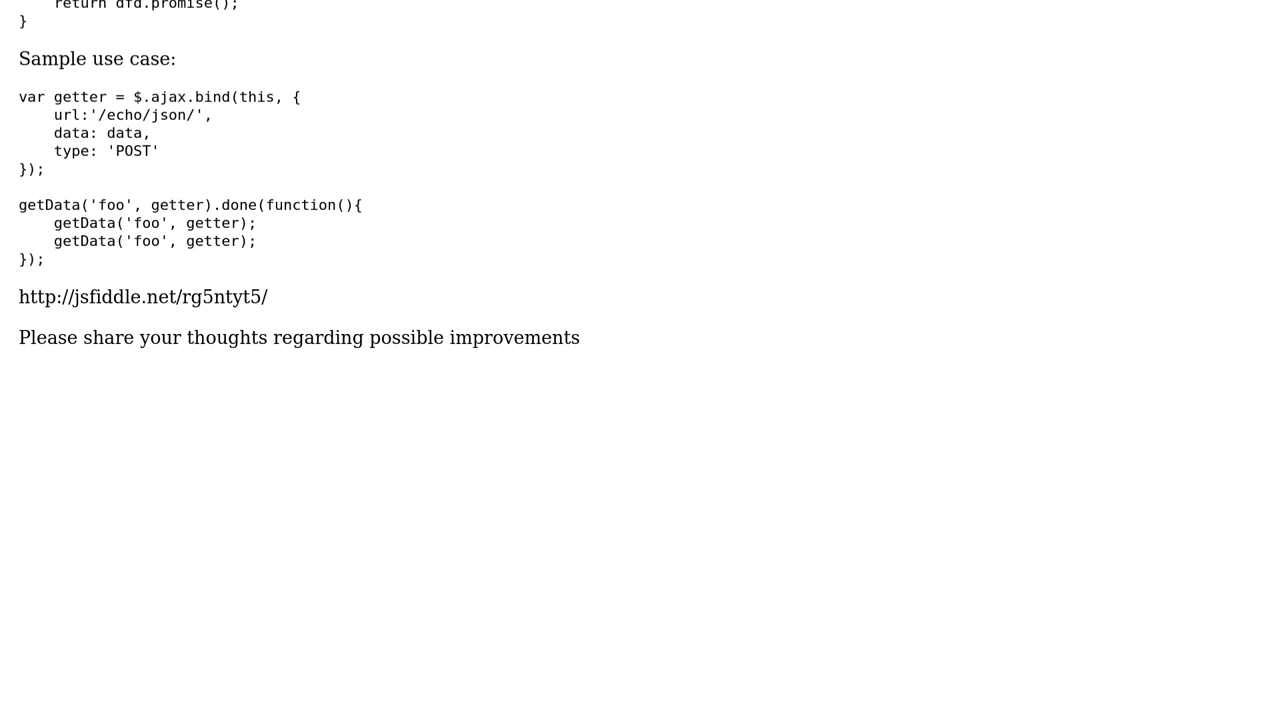 return dfd.promise();
}
Sample use case:
var getter = $.ajax.bind(this, {
    url:'/echo/json/',
    data: data,
    type: 'POST'
});
getData('foo', getter).done(function(){
    getData('foo', getter);
    getData('foo', getter);
});
http://jsfiddle.net/rg5ntyt5/
Please share your thoughts regarding possible improvements